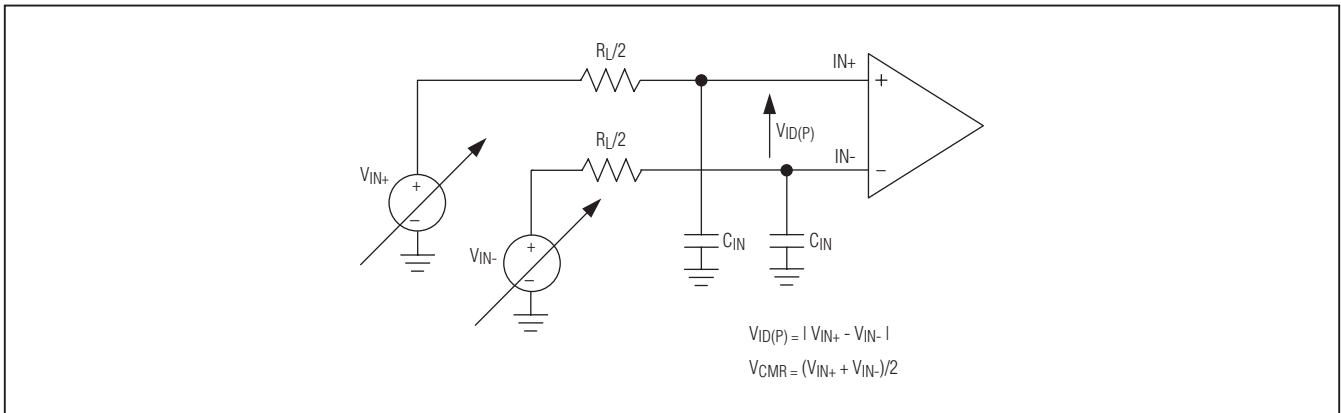 RL/2
IN+
+
VID(P)
RL/2
IN-
−
VIN+
+
−
VIN-
+
−
CIN
CIN
VID(P) = | VIN+ - VIN- |
VCMR = (VIN+ + VIN-)/2